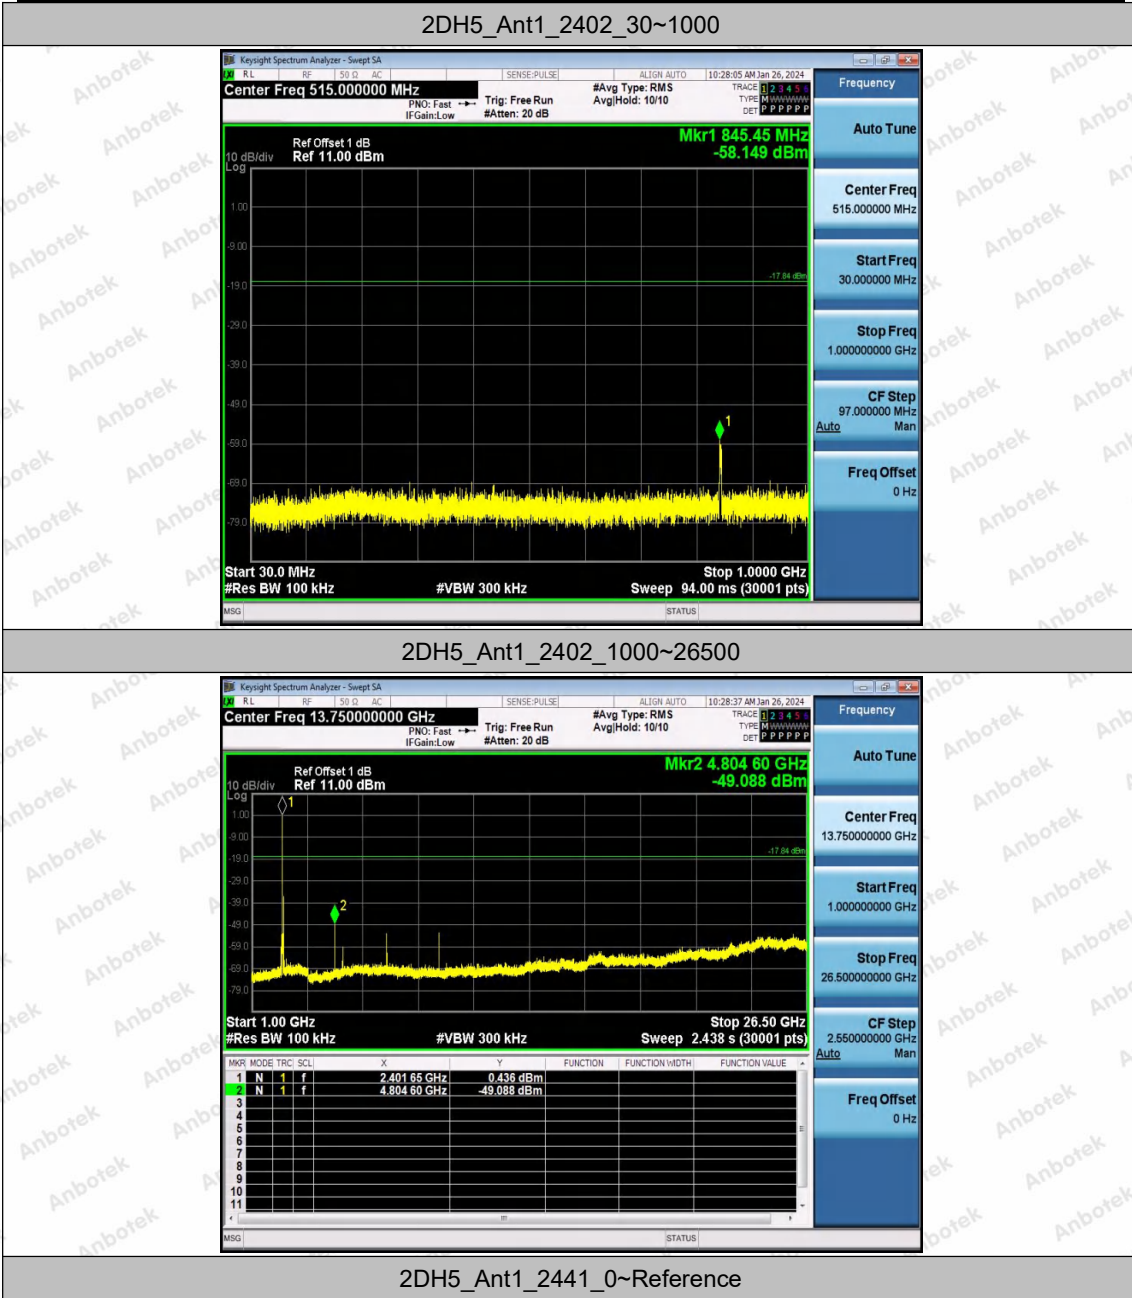 2DH5_Ant1_2402_30~1000
Keysight Spectrum Analyzer - Swept SA
RL RF 50 Ω AC SENSE:PULSE ALIGN AUTO 10:28:05 AM Jan 26, 2024
Center Freq 515.000000 MHz
PNO: Fast
IFGain:Low
Trig: Free Run
#Atten: 20 dB
#Avg Type: RMS
Avg|Hold: 10/10
TRACE 1 2 3 4 5 6
TYPE M WWWWW
DET P P P P P P
Frequency
Auto Tune
Center Freq
515.000000 MHz
Start Freq
30.000000 MHz
Stop Freq
1.000000000 GHz
CF Step
97.000000 MHz
Auto Man
Freq Offset
0 Hz
Mkr1 845.45 MHz
-58.149 dBm
Ref Offset 1 dB
10 dB/div Ref 11.00 dBm
Log
1.00
-9.00
-17.84 dBm
-19.0
-29.0
-39.0
-49.0
1
-59.0
-69.0
-79.0
Start 30.0 MHz Stop 1.0000 GHz
#Res BW 100 kHz #VBW 300 kHz Sweep 94.00 ms (30001 pts)
MSG STATUS
2DH5_Ant1_2402_1000~26500
Keysight Spectrum Analyzer - Swept SA
RL RF 50 Ω AC SENSE:PULSE ALIGN AUTO 10:28:37 AM Jan 26, 2024
Center Freq 13.750000000 GHz
PNO: Fast
IFGain:Low
Trig: Free Run
#Atten: 20 dB
#Avg Type: RMS
Avg|Hold: 10/10
TRACE 1 2 3 4 5 6
TYPE M WWWWW
DET P P P P P P
Frequency
Auto Tune
Center Freq
13.750000000 GHz
Start Freq
1.000000000 GHz
Stop Freq
26.500000000 GHz
CF Step
2.550000000 GHz
Auto Man
Freq Offset
0 Hz
Mkr2 4.804 60 GHz
-49.088 dBm
Ref Offset 1 dB
10 dB/div Ref 11.00 dBm
Log
1
1.00
-9.00
-17.84 dBm
-19.0
-29.0
-39.0
2
-49.0
-59.0
-69.0
-79.0
Start 1.00 GHz Stop 26.50 GHz
#Res BW 100 kHz #VBW 300 kHz Sweep 2.438 s (30001 pts)
MKR MODE TRC SCL X Y FUNCTION FUNCTION WIDTH FUNCTION VALUE
1 N 1 f 2.401 65 GHz 0.436 dBm
2 N 1 f 4.804 60 GHz -49.088 dBm
3
4
5
6
7
8
9
10
11
MSG STATUS
2DH5_Ant1_2441_0~Reference